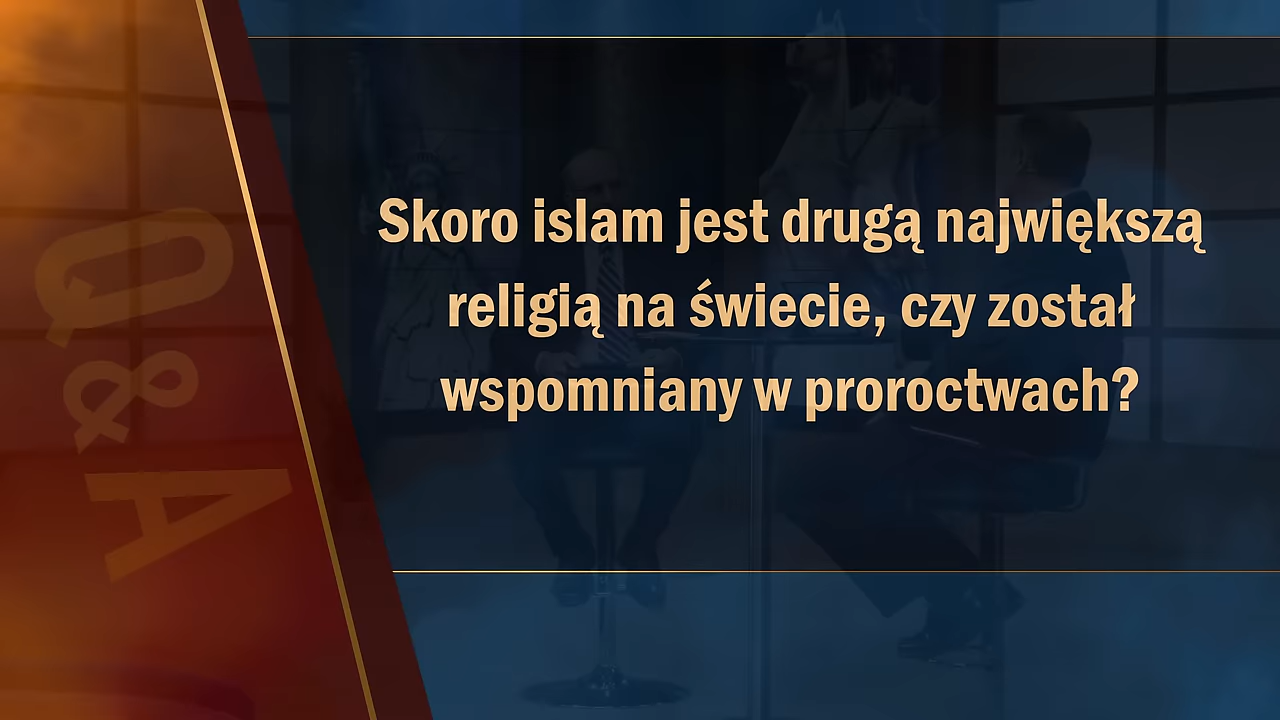 Q&A
Skoro islam jest drugą największą
religią na świecie, czy został
wspomniany w proroctwach?